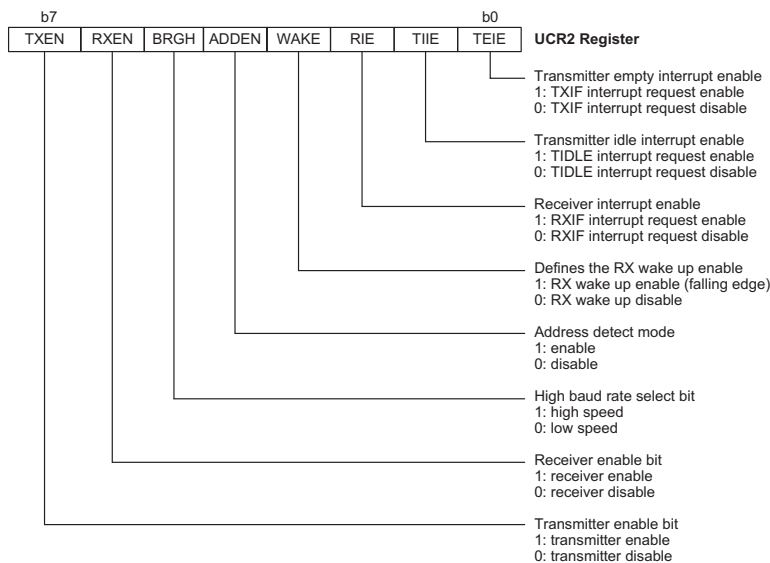 b7 b0
TXEN RXEN BRGH ADDEN WAKE RIE TIIE TEIE UCR2 Register
Transmitter empty interrupt enable
1: TXIF interrupt request enable
0: TXIF interrupt request disable
Transmitter idle interrupt enable
1: TIDLE interrupt request enable
0: TIDLE interrupt request disable
Receiver interrupt enable
1: RXIF interrupt request enable
0: RXIF interrupt request disable
Defines the RX wake up enable
1: RX wake up enable (falling edge)
0: RX wake up disable
Address detect mode
1: enable
0: disable
High baud rate select bit
1: high speed
0: low speed
Receiver enable bit
1: receiver enable
0: receiver disable
Transmitter enable bit
1: transmitter enable
0: transmitter disable